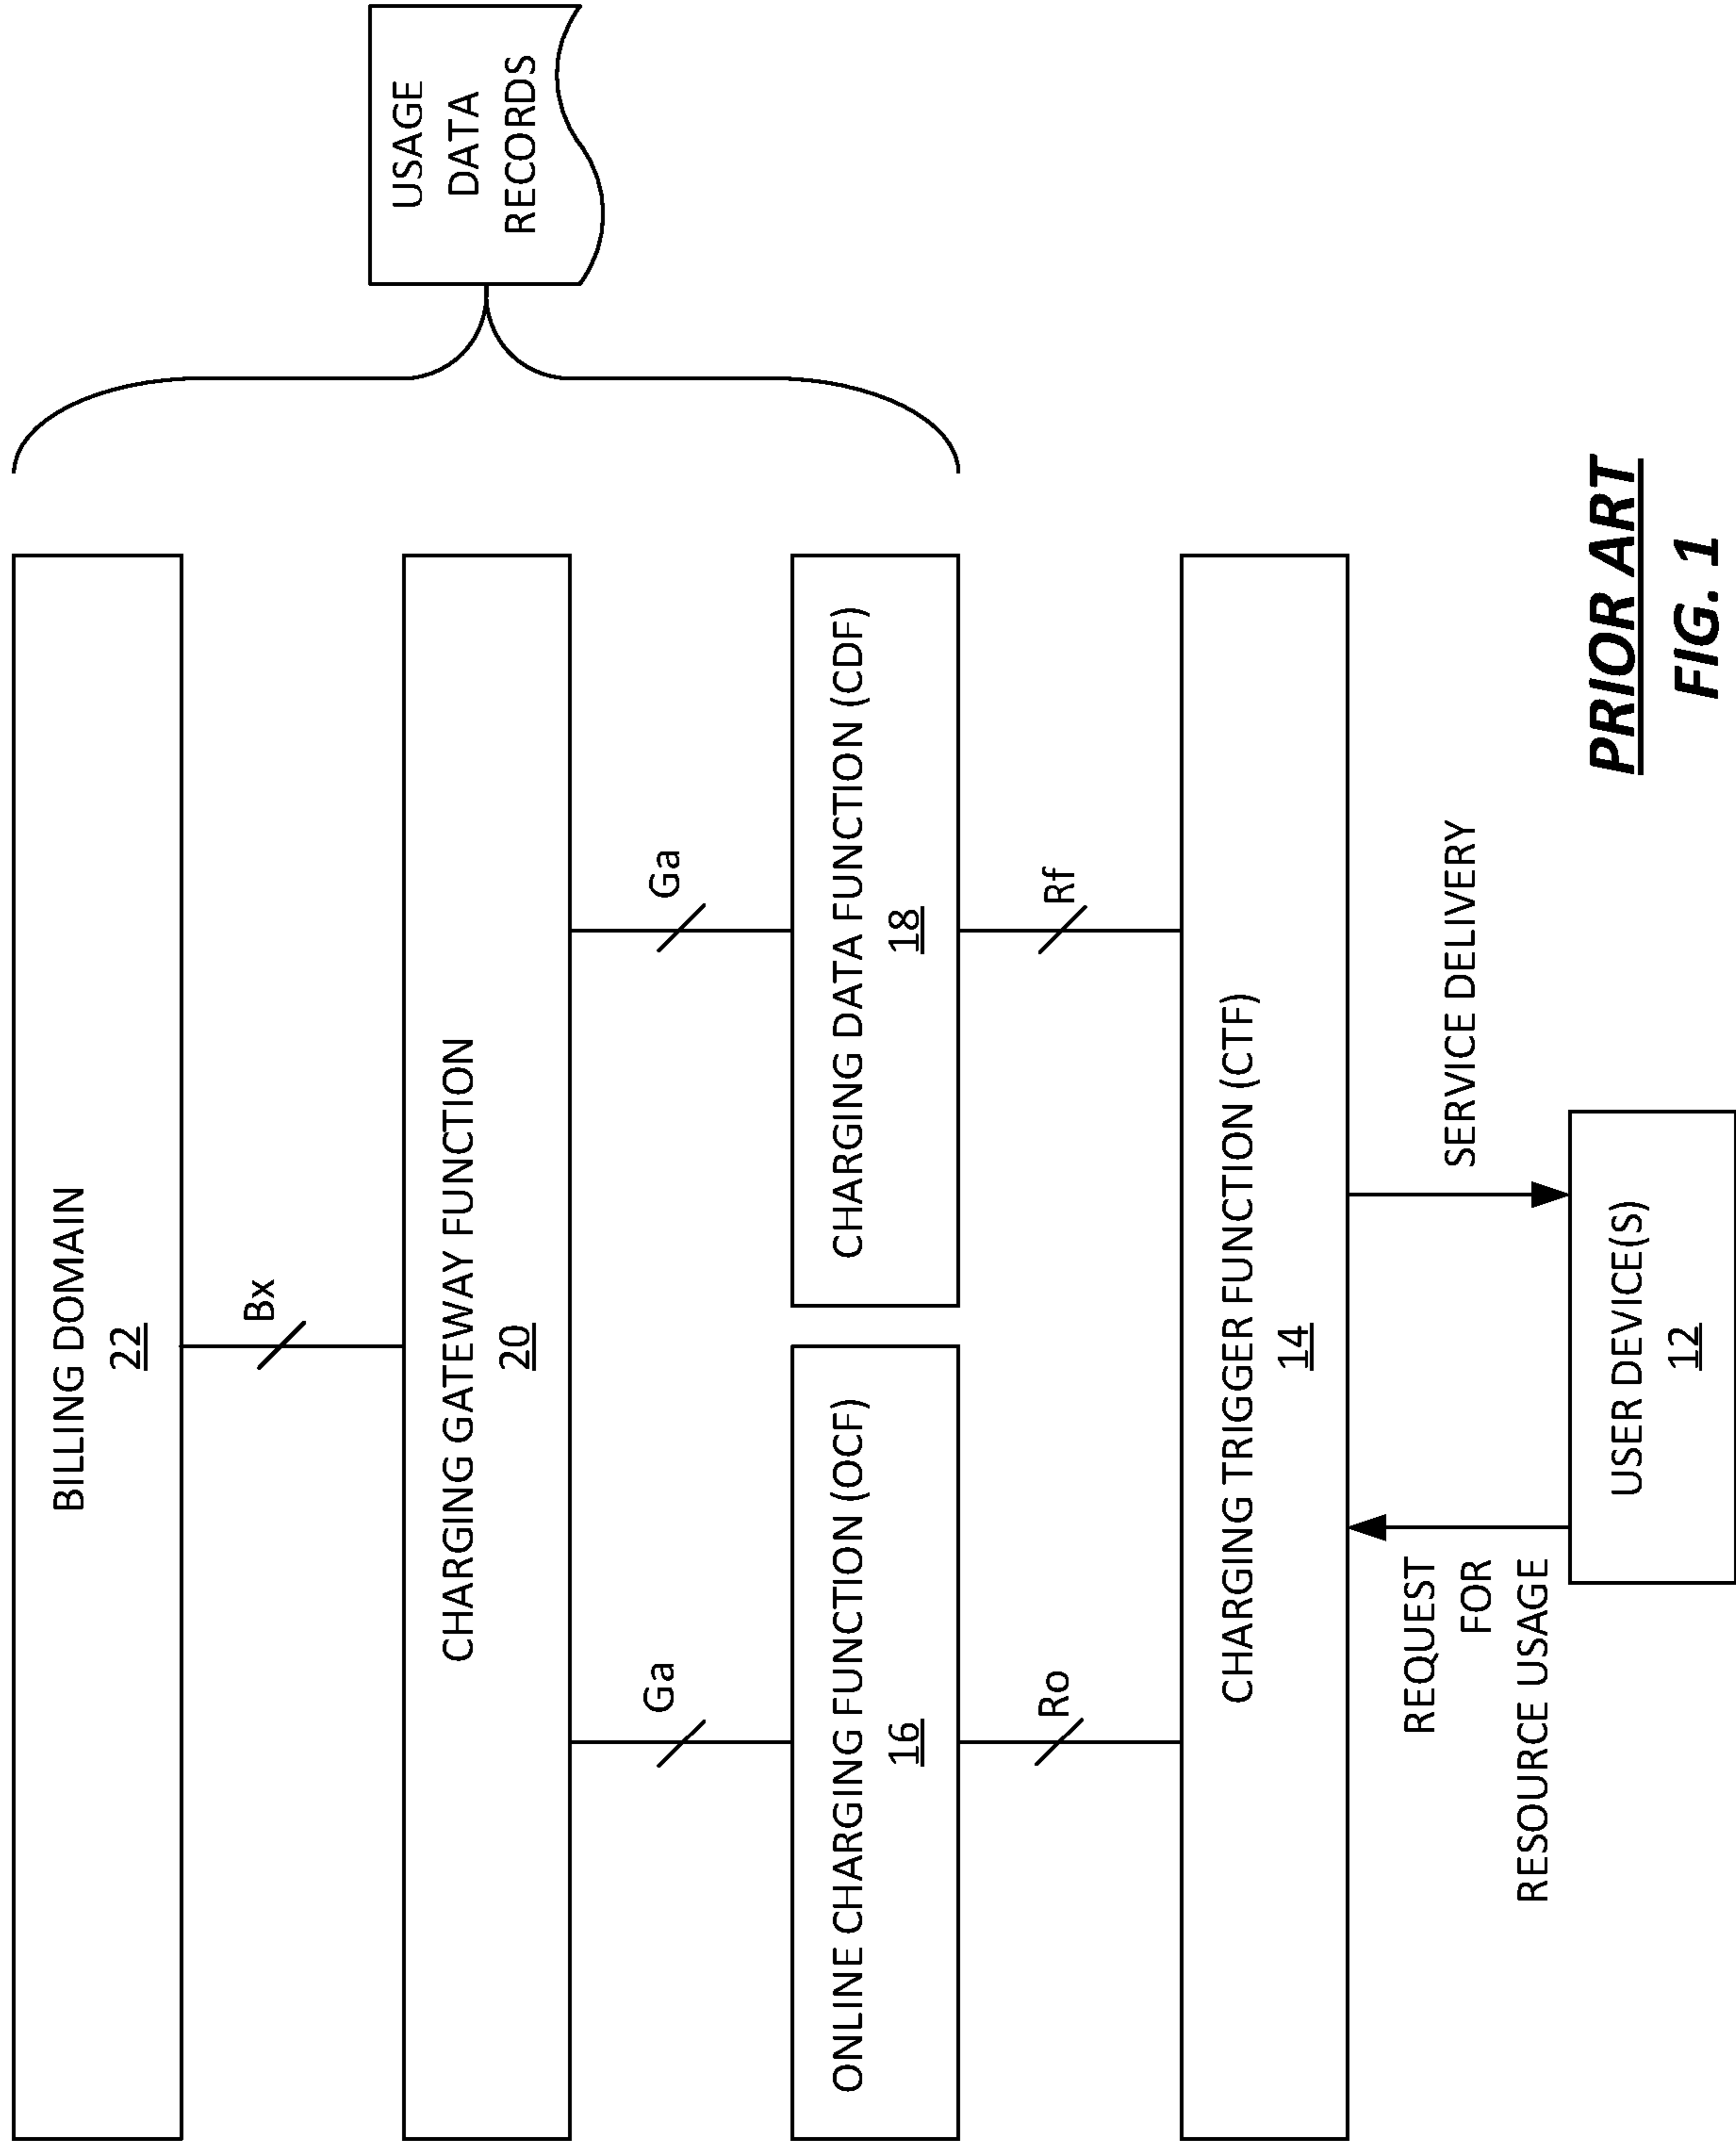 BILLING DOMAIN
22
Bx
CHARGING GATEWAY FUNCTION
20
Ga
Ga
ONLINE CHARGING FUNCTION (OCF)
16
CHARGING DATA FUNCTION (CDF)
18
Ro
Rf
CHARGING TRIGGER FUNCTION (CTF)
14
REQUEST
FOR
RESOURCE USAGE
SERVICE DELIVERY
USER DEVICE(S)
12
USAGE
DATA
RECORDS
PRIOR ART
FIG. 1